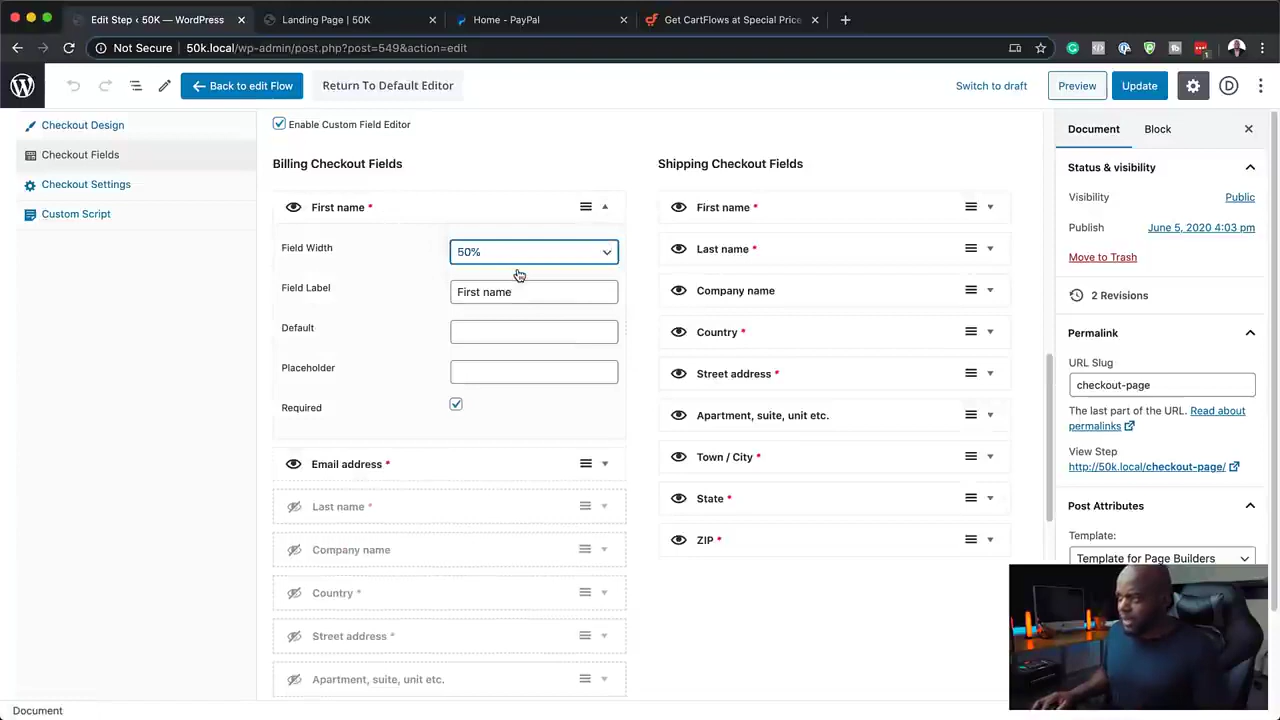 Edit Step ‹ 50K — WordPress
Landing Page | 50K
Home - PayPal
Get CartFlows at Special Price
Not Secure | 50k.local/wp-admin/post.php?post=549&action=edit
Back to edit Flow
Return To Default Editor
Switch to draft
Preview
Update
Checkout Design
Checkout Fields
Checkout Settings
Custom Script
Enable Custom Field Editor
Billing Checkout Fields
First name *
Field Width
50%
Field Label
First name
Default
Placeholder
Required
Email address *
Last name *
Company name
Country *
Street address *
Apartment, suite, unit etc.
Shipping Checkout Fields
First name *
Last name *
Company name
Country *
Street address *
Apartment, suite, unit etc.
Town / City *
State *
ZIP *
Document
Block
Status & visibility
Visibility
Public
Publish
June 5, 2020 4:03 pm
Move to Trash
2 Revisions
Permalink
URL Slug
checkout-page
The last part of the URL. Read about
permalinks
View Step
http://50k.local/checkout-page/
Post Attributes
Template:
Template for Page Builders
Document